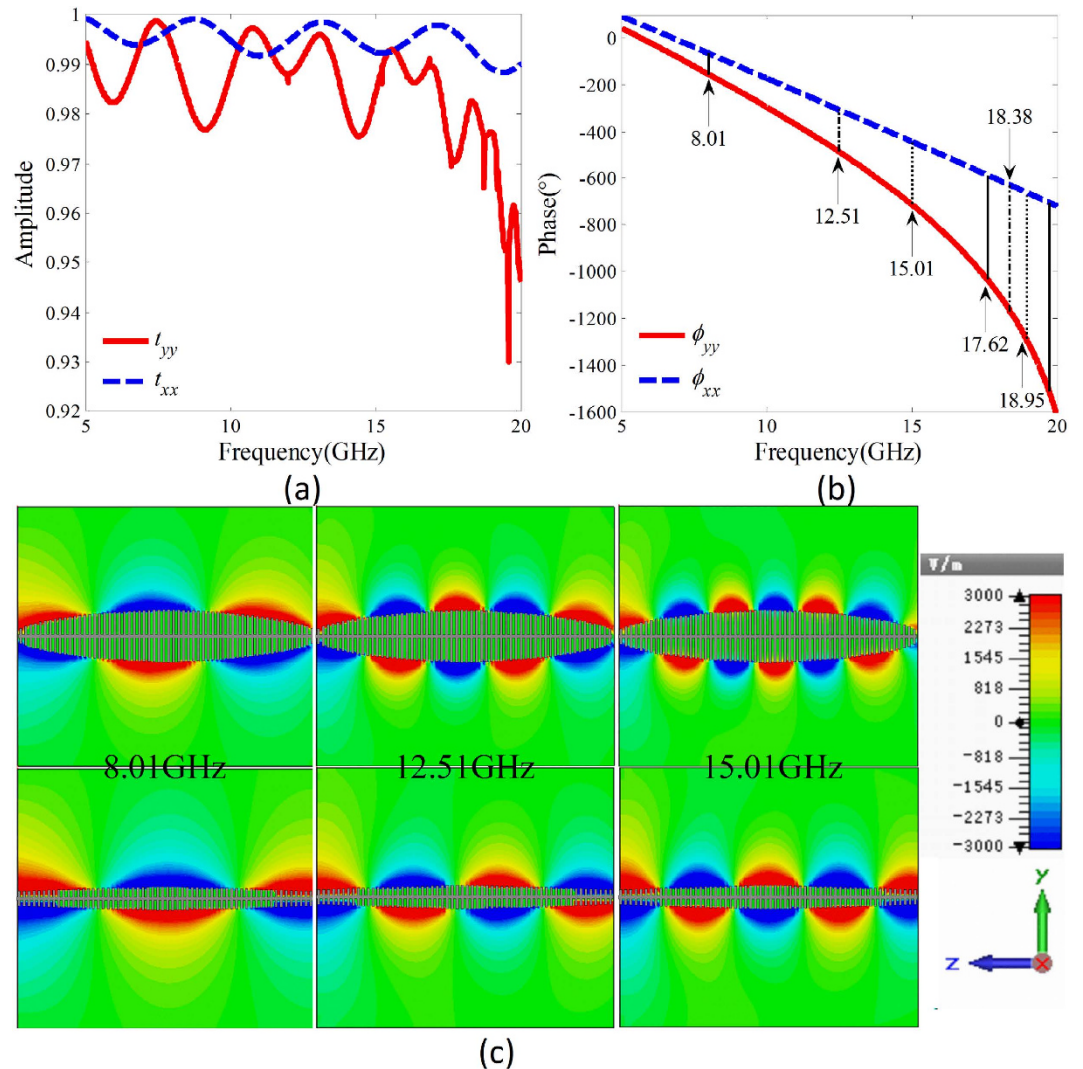 1
0.99
0.98
0.97
0.96
0.95
0.94
0.93
0.92
Amplitude
t_yy
t_xx
5 10 15 20
Frequency(GHz)
(a)
0
-200
-400
-600
-800
-1000
-1200
-1400
-1600
Phase(°)
8.01
12.51
15.01
17.62
18.38
18.95
ϕ_yy
ϕ_xx
5 10 15 20
Frequency(GHz)
(b)
8.01GHz
12.51GHz
15.01GHz
V/m
3000
2273
1545
818
0
-818
-1545
-2273
-3000
Y
Z
(c)